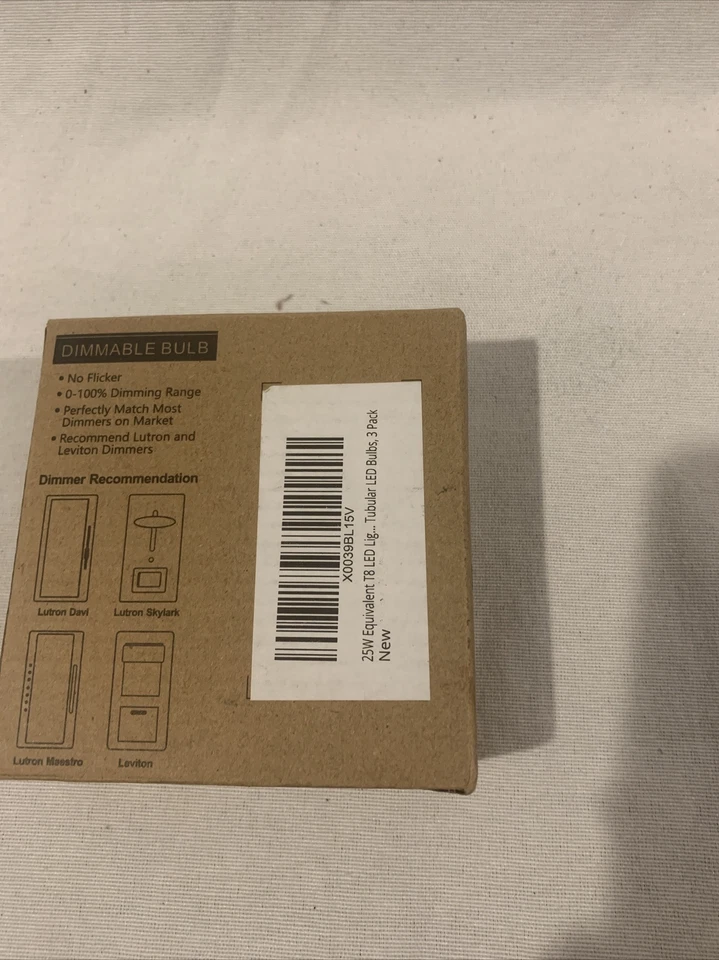 DIMMABLE BULB
• No Flicker
• 0-100% Dimming Range
• Perfectly Match Most
Dimmers on Market
• Recommend Lutron and
Leviton Dimmers
Dimmer Recommendation
Lutron Davl
Lutron Skylark
Lutron Maestro
Leviton
X0039BL15V
25W Equivalent T8 LED Lig... Tubular LED Bulbs, 3 Pack
New